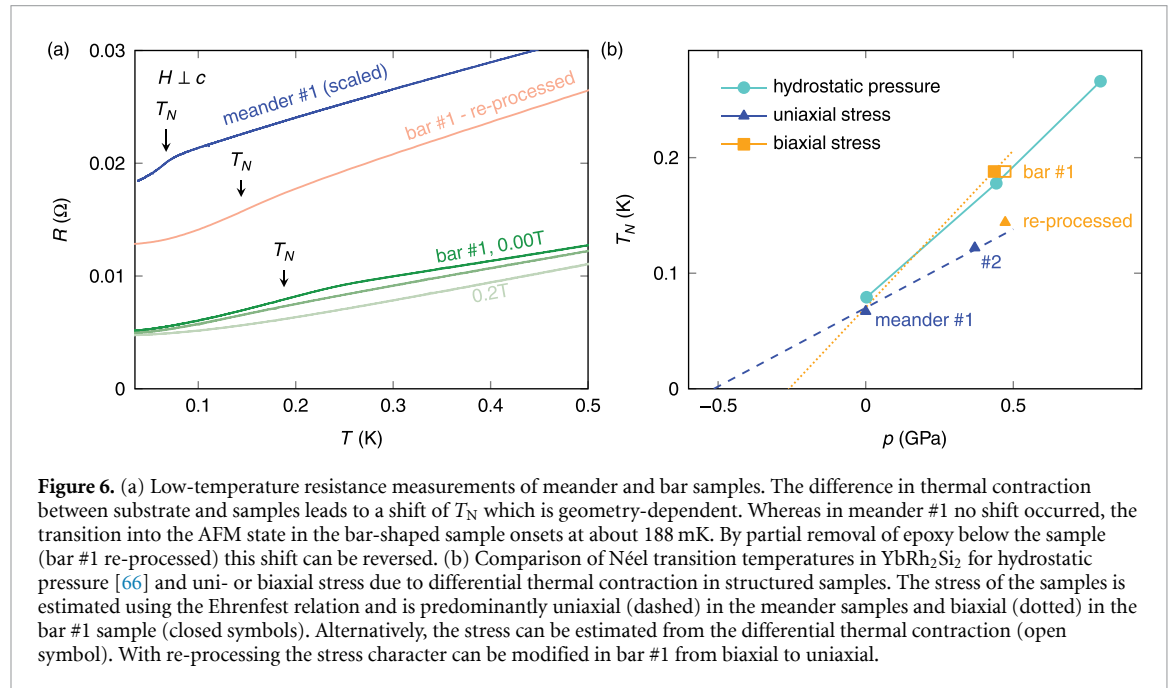 (a)
0.03
H ⊥ c
T_N
meander #1 (scaled)
bar #1 - re-processed
T_N
0.02
R (Ω)
T_N
bar #1, 0.00T
0.01
0.2T
0
0.1
0.2
0.3
0.4
0.5
T (K)
(b)
hydrostatic pressure
uniaxial stress
biaxial stress
0.2
bar #1
T_N (K)
re-processed
#2
0.1
meander #1
0
−0.5
0
0.5
p (GPa)
Figure 6. (a) Low-temperature resistance measurements of meander and bar samples. The difference in thermal contraction
between substrate and samples leads to a shift of T_N which is geometry-dependent. Whereas in meander #1 no shift occurred, the
transition into the AFM state in the bar-shaped sample onsets at about 188 mK. By partial removal of epoxy below the sample
(bar #1 re-processed) this shift can be reversed. (b) Comparison of Néel transition temperatures in YbRh₂Si₂ for hydrostatic
pressure [66] and uni- or biaxial stress due to differential thermal contraction in structured samples. The stress of the samples is
estimated using the Ehrenfest relation and is predominantly uniaxial (dashed) in the meander samples and biaxial (dotted) in the
bar #1 sample (closed symbols). Alternatively, the stress can be estimated from the differential thermal contraction (open
symbol). With re-processing the stress character can be modified in bar #1 from biaxial to uniaxial.